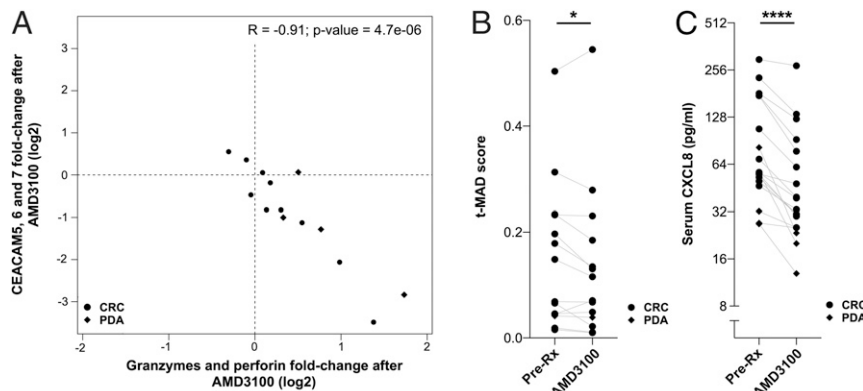 A
R = -0.91; p-value = 4.7e-06
CEACAM5, 6 and 7 fold-change after
AMD3100 (log2)
3
2
1
0
-1
-2
-3
CRC
PDA
-2
-1
0
1
2
Granzymes and perforin fold-change after
AMD3100 (log2)
B
*
t-MAD score
0.6
0.4
0.2
0.0
CRC
PDA
Pre-Rx
AMD3100
C
****
Serum CXCL8 (pg/ml)
512
256
128
64
32
16
8
CRC
PDA
Pre-Rx
AMD3100